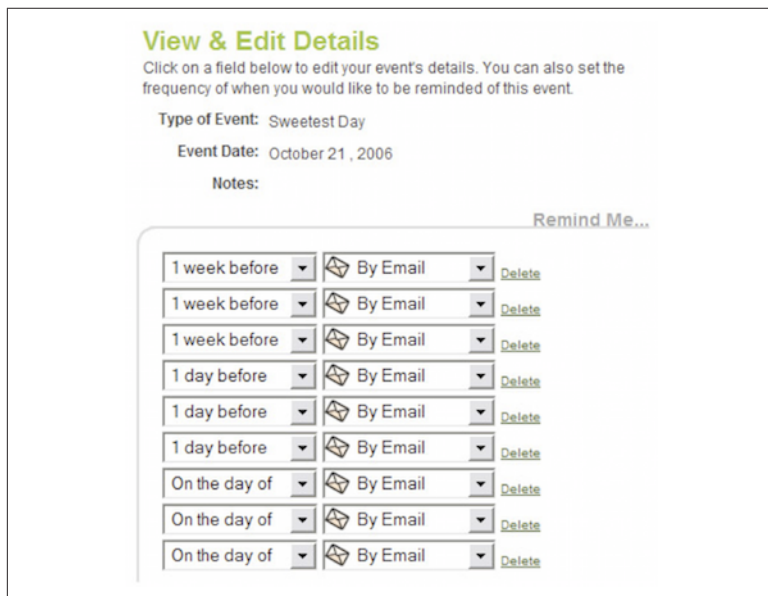 View & Edit Details
Click on a field below to edit your event's details. You can also set the
frequency of when you would like to be reminded of this event.
Type of Event: Sweetest Day
Event Date: October 21 , 2006
Notes:
Remind Me...
1 week before By Email Delete
1 week before By Email Delete
1 week before By Email Delete
1 day before By Email Delete
1 day before By Email Delete
1 day before By Email Delete
On the day of By Email Delete
On the day of By Email Delete
On the day of By Email Delete